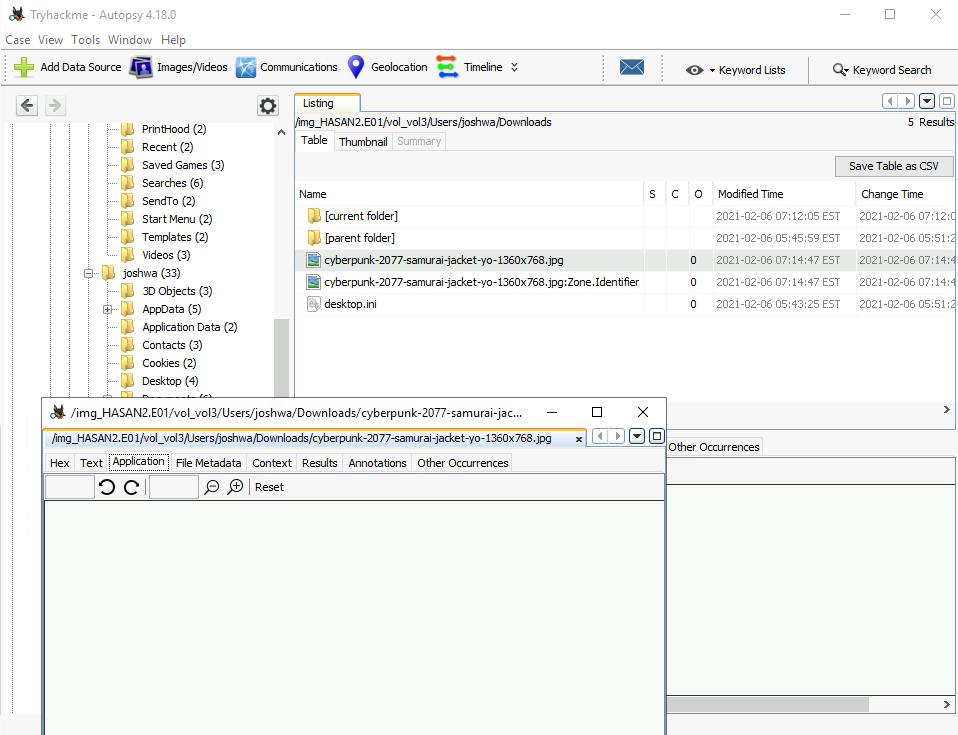 Tryhackme - Autopsy 4.18.0
Case View Tools Window Help
Add Data Source Images/Videos Communications Geolocation Timeline Keyword Lists Keyword Search
Listing
/img_HASAN2.E01/vol_vol3/Users/joshwa/Downloads 5 Results
Table Thumbnail Summary
Save Table as CSV
Name S C O Modified Time Change Time
[current folder] 2021-02-06 07:12:05 EST 2021-02-06 07:12:0
[parent folder] 2021-02-06 05:45:59 EST 2021-02-06 05:51:2
cyberpunk-2077-samurai-jacket-yo-1360x768.jpg 0 2021-02-06 07:14:47 EST 2021-02-06 07:14:4
cyberpunk-2077-samurai-jacket-yo-1360x768.jpg:Zone.Identifier 0 2021-02-06 07:14:47 EST 2021-02-06 07:14:4
desktop.ini 0 2021-02-06 05:43:25 EST 2021-02-06 05:51:2
PrintHood (2)
Recent (2)
Saved Games (3)
Searches (6)
SendTo (2)
Start Menu (2)
Templates (2)
Videos (3)
joshwa (33)
3D Objects (3)
AppData (5)
Application Data (2)
Contacts (3)
Cookies (2)
Desktop (4)
/img_HASAN2.E01/vol_vol3/Users/joshwa/Downloads/cyberpunk-2077-samurai-jac...
/img_HASAN2.E01/vol_vol3/Users/joshwa/Downloads/cyberpunk-2077-samurai-jacket-yo-1360x768.jpg
Hex Text Application File Metadata Context Results Annotations Other Occurrences
Reset
Other Occurrences